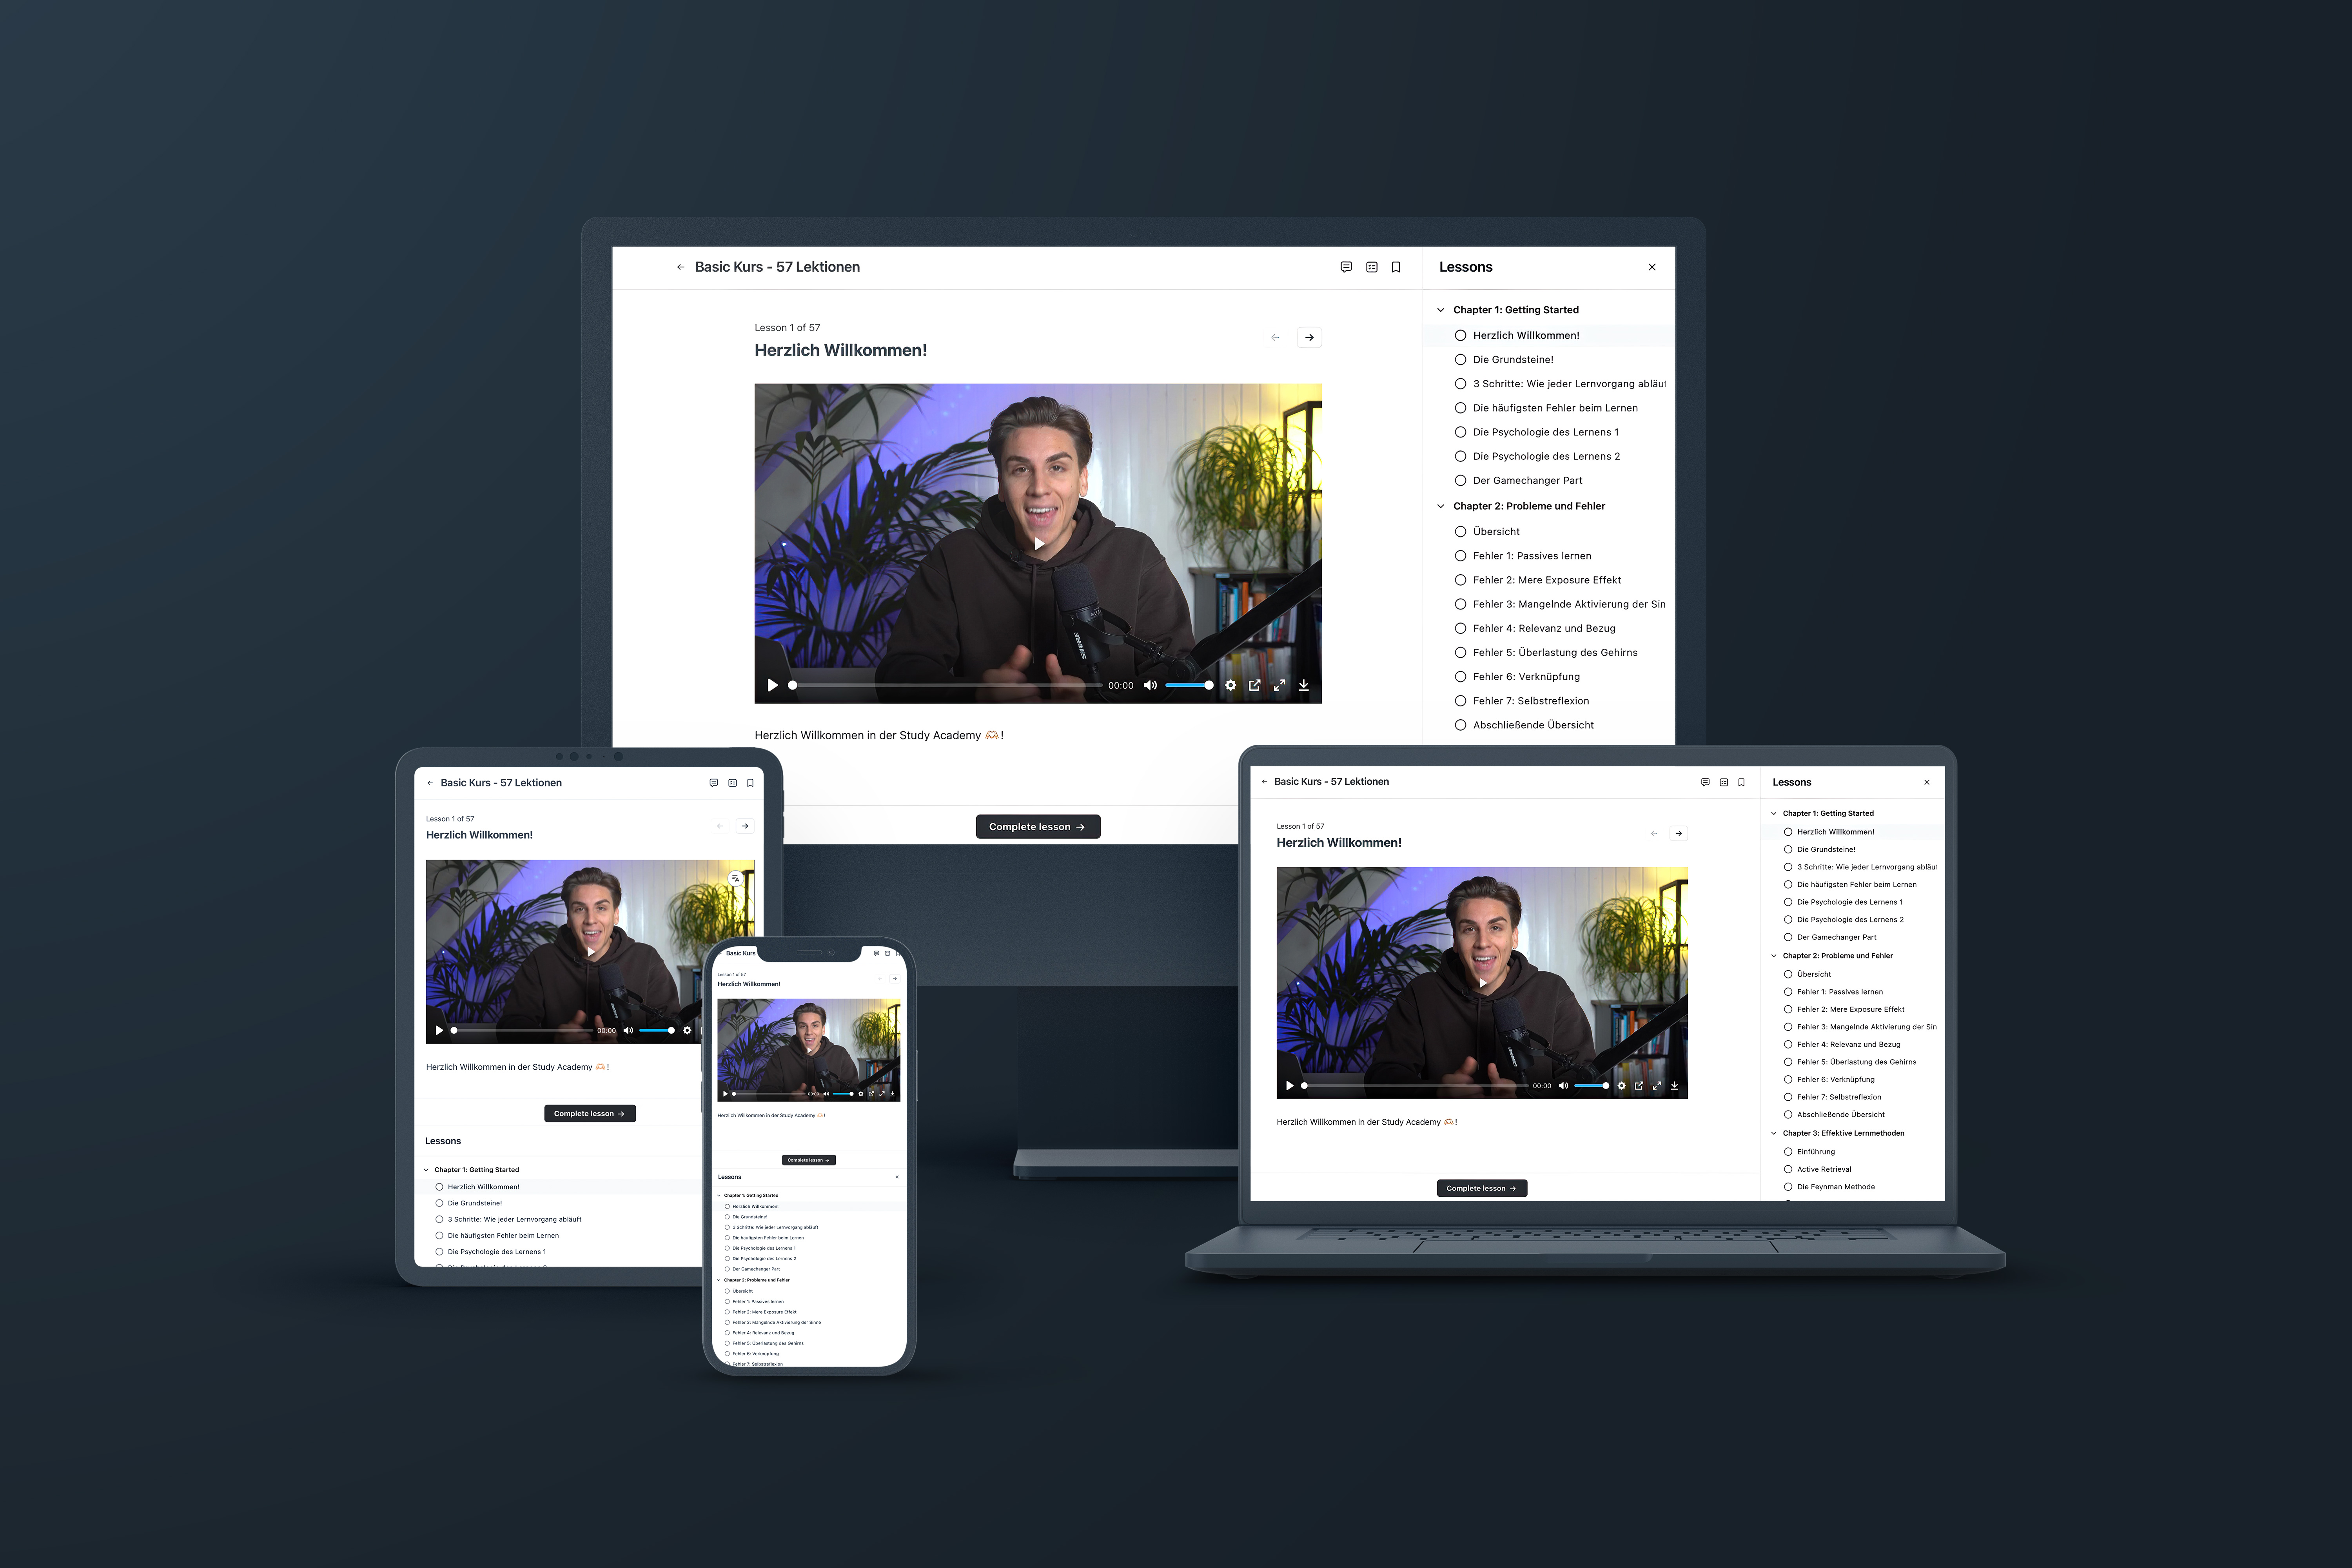 Basic Kurs - 57 Lektionen
Lesson 1 of 57
Herzlich Willkommen!
SHURE
00:00
Herzlich Willkommen in der Study Academy 🫶🏼!
Complete lesson →
Lessons
Chapter 1: Getting Started
Herzlich Willkommen!
Die Grundsteine!
3 Schritte: Wie jeder Lernvorgang abläuf
Die häufigsten Fehler beim Lernen
Die Psychologie des Lernens 1
Die Psychologie des Lernens 2
Der Gamechanger Part
Chapter 2: Probleme und Fehler
Übersicht
Fehler 1: Passives lernen
Fehler 2: Mere Exposure Effekt
Fehler 3: Mangelnde Aktivierung der Sin
Fehler 4: Relevanz und Bezug
Fehler 5: Überlastung des Gehirns
Fehler 6: Verknüpfung
Fehler 7: Selbstreflexion
Abschließende Übersicht
Basic Kurs - 57 Lektionen
Lesson 1 of 57
Herzlich Willkommen!
00:00
Herzlich Willkommen in der Study Academy 🫶🏼!
Complete lesson →
Lessons
Chapter 1: Getting Started
Herzlich Willkommen!
Die Grundsteine!
3 Schritte: Wie jeder Lernvorgang abläuft
Die häufigsten Fehler beim Lernen
Die Psychologie des Lernens 1
Die Psychologie des Lernens 2
Basic Kurs
Lesson 1 of 57
Herzlich Willkommen!
00:00
Herzlich Willkommen in der Study Academy 🫶🏼!
Complete lesson →
Lessons
Chapter 1: Getting Started
Herzlich Willkommen!
Die Grundsteine!
3 Schritte: Wie jeder Lernvorgang abläuft
Die häufigsten Fehler beim Lernen
Die Psychologie des Lernens 1
Die Psychologie des Lernens 2
Der Gamechanger Part
Chapter 2: Probleme und Fehler
Übersicht
Fehler 1: Passives lernen
Fehler 2: Mere Exposure Effekt
Fehler 3: Mangelnde Aktivierung der Sinne
Fehler 4: Relevanz und Bezug
Fehler 5: Überlastung des Gehirns
Fehler 6: Verknüpfung
Fehler 7: Selbstreflexion
Basic Kurs - 57 Lektionen
Lesson 1 of 57
Herzlich Willkommen!
SHURE
00:00
Herzlich Willkommen in der Study Academy 🫶🏼!
Complete lesson →
Lessons
Chapter 1: Getting Started
Herzlich Willkommen!
Die Grundsteine!
3 Schritte: Wie jeder Lernvorgang abläuf
Die häufigsten Fehler beim Lernen
Die Psychologie des Lernens 1
Die Psychologie des Lernens 2
Der Gamechanger Part
Chapter 2: Probleme und Fehler
Übersicht
Fehler 1: Passives lernen
Fehler 2: Mere Exposure Effekt
Fehler 3: Mangelnde Aktivierung der Sin
Fehler 4: Relevanz und Bezug
Fehler 5: Überlastung des Gehirns
Fehler 6: Verknüpfung
Fehler 7: Selbstreflexion
Abschließende Übersicht
Chapter 3: Effektive Lernmethoden
Einführung
Active Retrieval
Die Feynman Methode